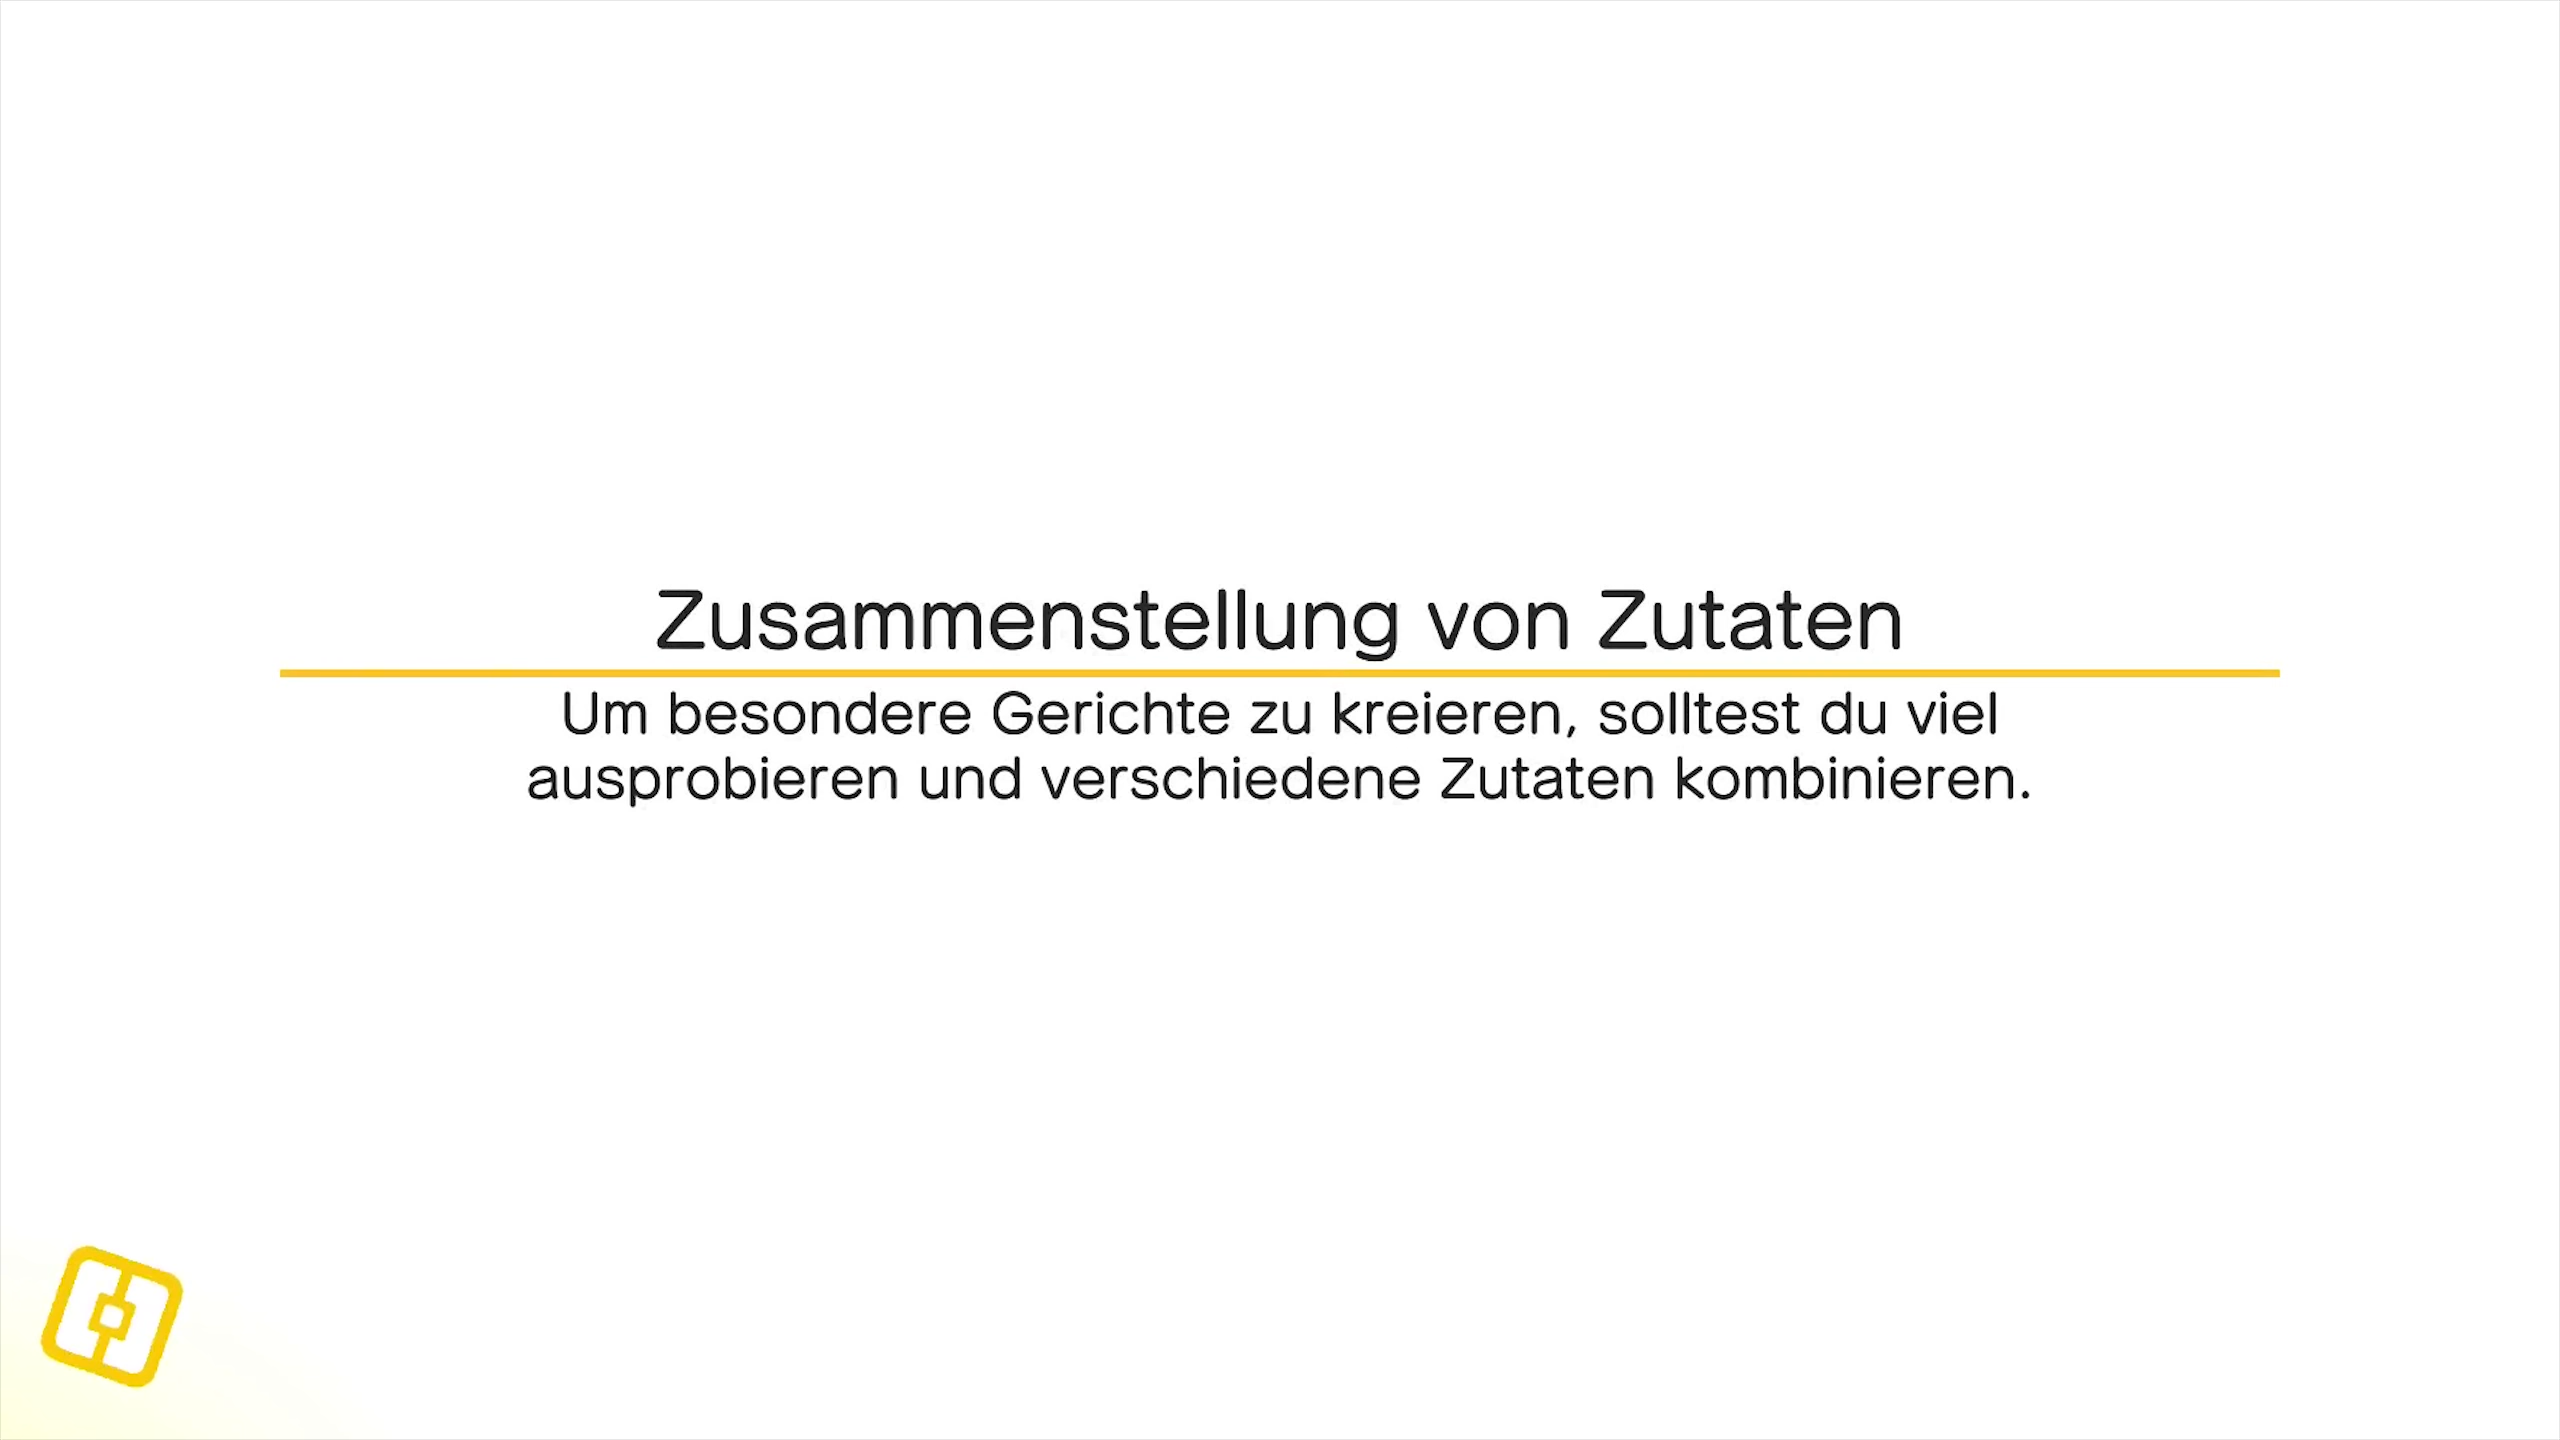 Zusammenstellung von Zutaten
Um besondere Gerichte zu kreieren, solltest du viel
ausprobieren und verschiedene Zutaten kombinieren.